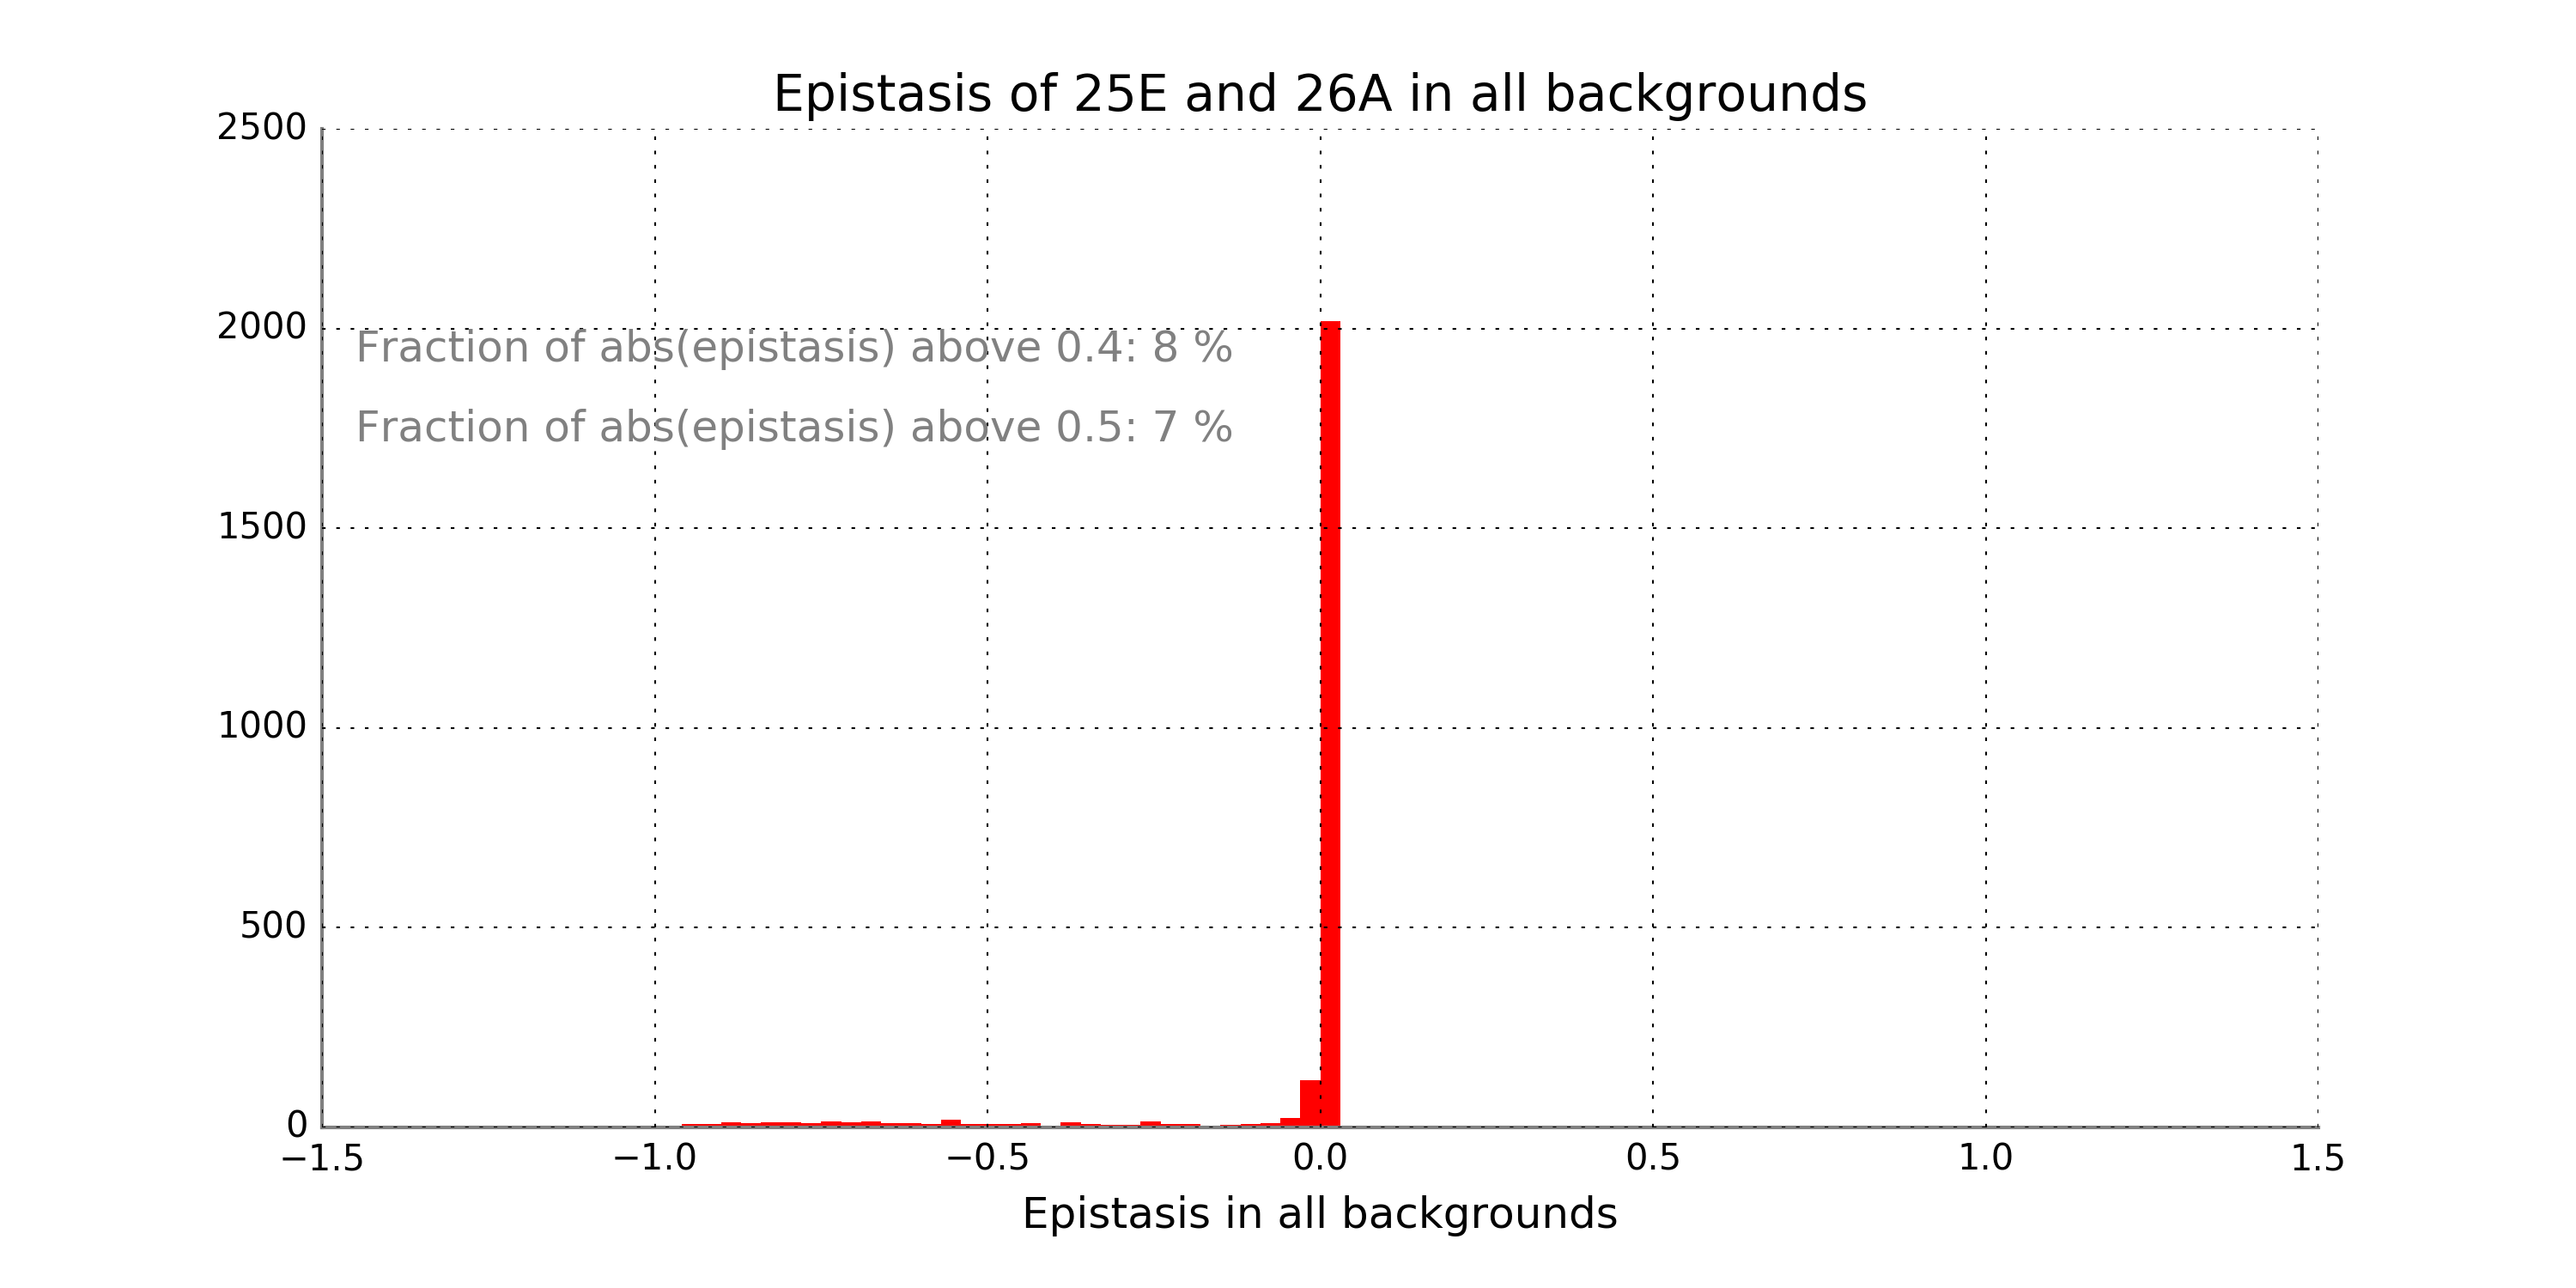 Epistasis of 25E and 26A in all backgrounds
2500
2000
Fraction of abs(epistasis) above 0.4: 8 %
Fraction of abs(epistasis) above 0.5: 7 %
1500
1000
500
0
−1.5 −1.0 −0.5 0.0 0.5 1.0 1.5
Epistasis in all backgrounds